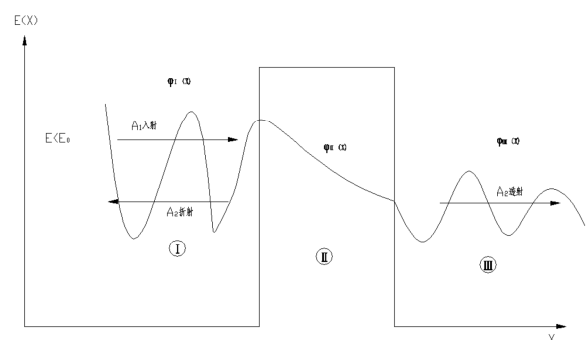 E(X)
φⅠ (x)
A₁入射
E<E₀
φⅡ (x)
φⅢ (x)
A₂折射
A₂透射
Ⅰ
Ⅱ
Ⅲ